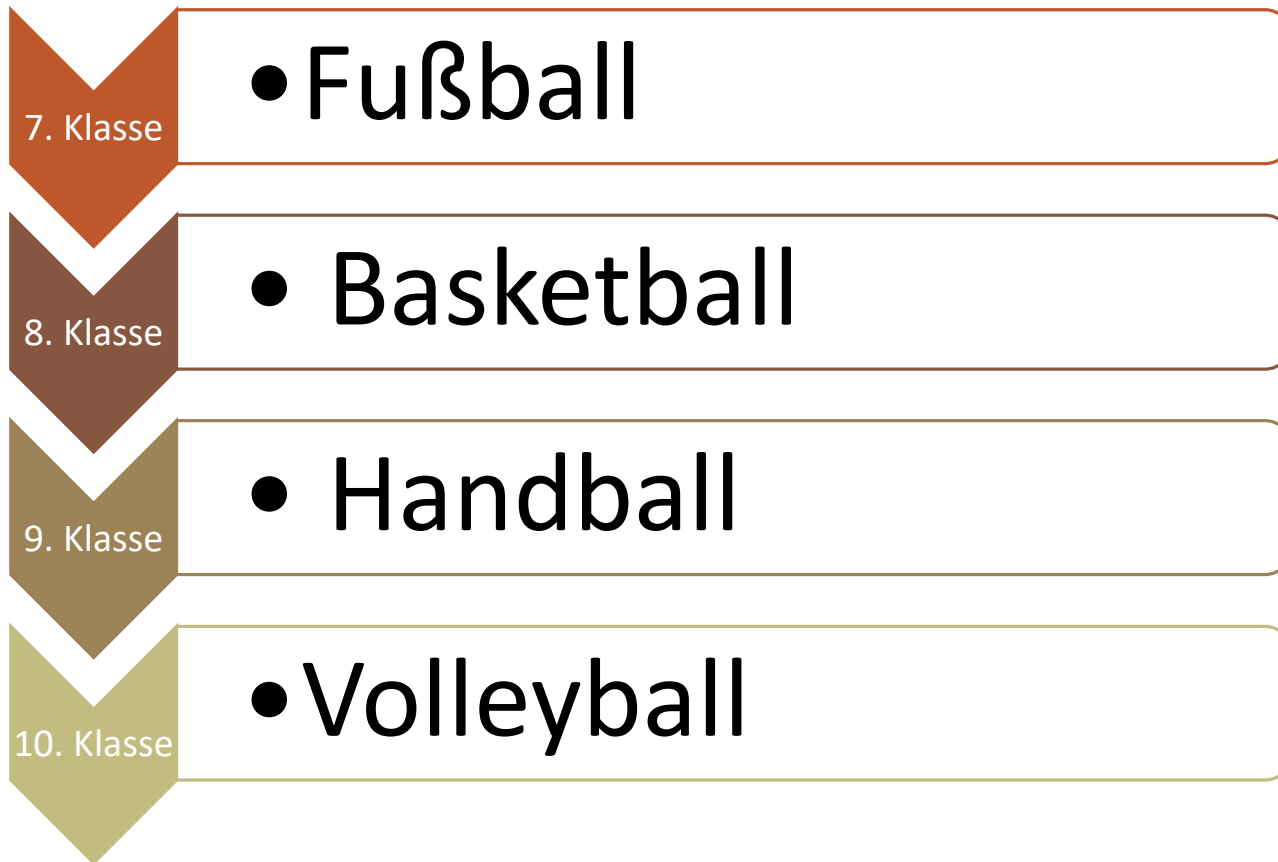 7. Klasse
•Fußball
8. Klasse
• Basketball
9. Klasse
• Handball
10. Klasse
•Volleyball